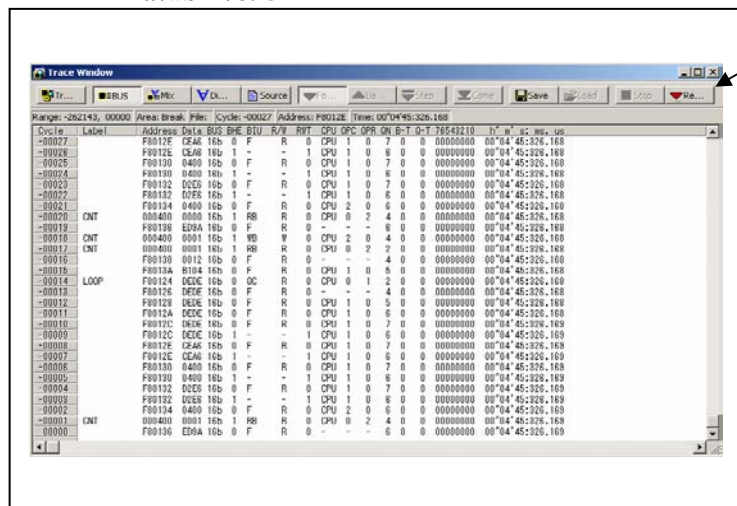 Trace Window
Tr... BUS Mix Di... Source Fo... Ba... Step Come Save Load Stop Re...
Range: -262143, 00000 Area: Break File: Cycle: -00027 Address: F8012E Time: 00"04'45:326.168
Cycle Label Address Data BUS BHE BIU R/W RWT CPU OPC OPR QN B-T Q-T 76543210 h" m' s: ms. us
-00027 F8012E CEA6 16b 0 F R 0 CPU 1 0 7 0 0 00000000 00"04'45:326.168
-00026 F8012E CEA6 16b 1 - - 1 CPU 1 0 6 0 0 00000000 00"04'45:326.168
-00025 F80130 0400 16b 0 F R 0 CPU 1 0 7 0 0 00000000 00"04'45:326.168
-00024 F80130 0400 16b 0 - - 1 CPU 1 0 6 0 0 00000000 00"04'45:326.168
-00023 F80132 D2E6 16b 0 F R 0 CPU 1 0 7 0 0 00000000 00"04'45:326.168
-00022 F80132 D2E6 16b 1 - - 1 CPU 1 0 6 0 0 00000000 00"04'45:326.168
-00021 F80134 0400 16b 0 F R 0 CPU 2 0 6 0 0 00000000 00"04'45:326.168
-00020 CNT 000400 0000 16b 1 RB R 0 CPU 0 2 4 0 0 00000000 00"04'45:326.168
-00019 F80136 ED9A 16b 0 F R 0 - - - 6 0 0 00000000 00"04'45:326.168
-00018 CNT 000400 0001 16b 1 WB W 0 CPU 2 0 4 0 0 00000000 00"04'45:326.168
-00017 CNT 000400 0001 16b 1 RB R 0 CPU 0 2 2 0 0 00000000 00"04'45:326.168
-00016 F80138 0012 16b 0 F R 0 - - - 4 0 0 00000000 00"04'45:326.168
-00015 F8013A B104 16b 0 F R 0 CPU 1 0 5 0 0 00000000 00"04'45:326.168
-00014 LOOP F80124 DEDE 16b 0 QC R 0 CPU 0 1 2 0 0 00000000 00"04'45:326.168
-00013 F80126 DEDE 16b 0 F R 0 - - - 4 0 0 00000000 00"04'45:326.168
-00012 F80128 DEDE 16b 0 F R 0 CPU 1 0 5 0 0 00000000 00"04'45:326.168
-00011 F8012A DEDE 16b 0 F R 0 CPU 1 0 6 0 0 00000000 00"04'45:326.168
-00010 F8012C DEDE 16b 0 F R 0 CPU 1 0 7 0 0 00000000 00"04'45:326.169
-00009 F8012C DEDE 16b 0 - - 1 CPU 1 0 6 0 0 00000000 00"04'45:326.169
-00008 F8012E CEA6 16b 0 F R 0 CPU 1 0 7 0 0 00000000 00"04'45:326.169
-00007 F8012E CEA6 16b 1 - - 1 CPU 1 0 6 0 0 00000000 00"04'45:326.169
-00006 F80130 0400 16b 0 F R 0 CPU 1 0 7 0 0 00000000 00"04'45:326.169
-00005 F80130 0400 16b 0 - - 1 CPU 1 0 6 0 0 00000000 00"04'45:326.169
-00004 F80132 D2E6 16b 0 F R 0 CPU 1 0 7 0 0 00000000 00"04'45:326.169
-00003 F80132 D2E6 16b 1 - - 1 CPU 1 0 6 0 0 00000000 00"04'45:326.169
-00002 F80134 0400 16b 0 F R 0 CPU 2 0 6 0 0 00000000 00"04'45:326.169
-00001 CNT 000400 0001 16b 1 RB R 0 CPU 0 2 4 0 0 00000000 00"04'45:326.169
00000 F80136 ED9A 16b 0 F R 0 - - - 6 0 0 00000000 00"04'45:326.169